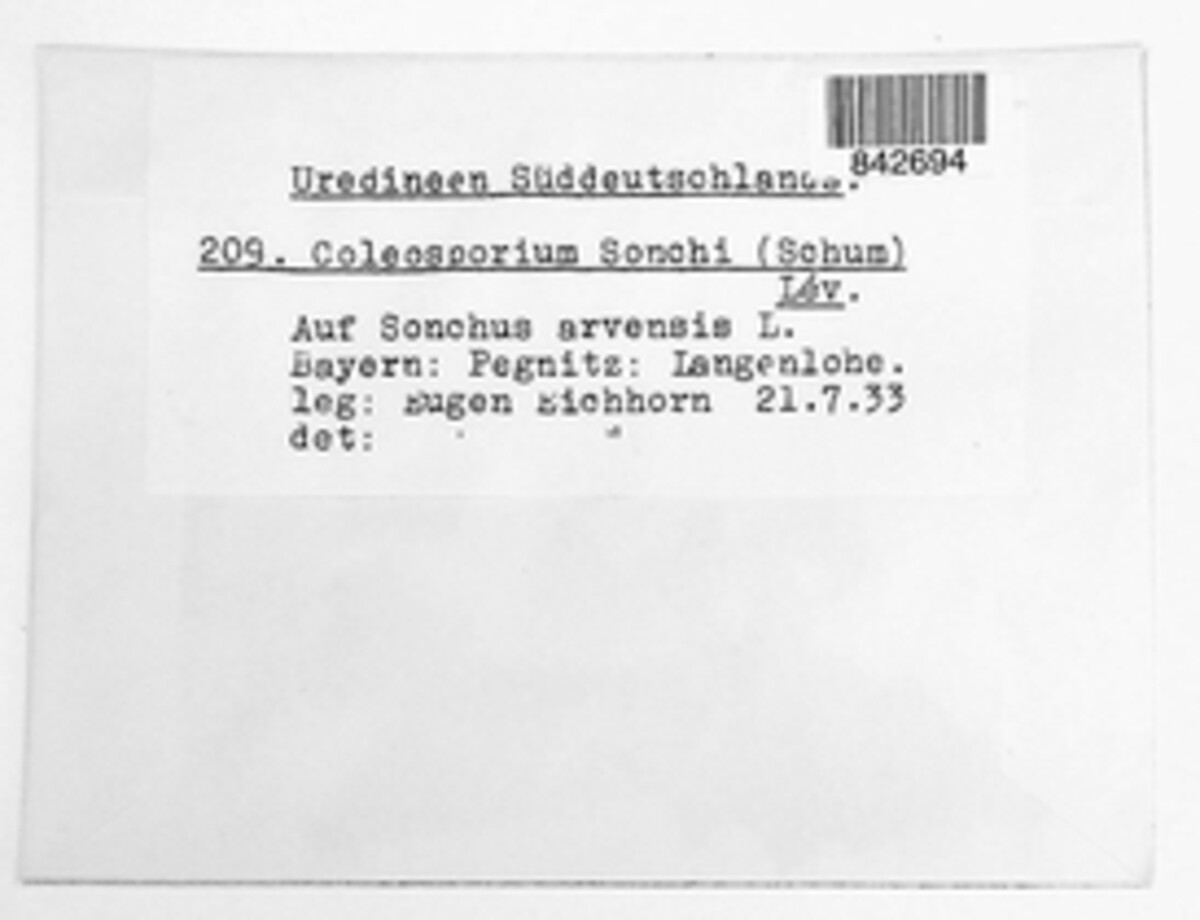 842694
Uredineen Süddeutschlands.
209. Coleosporium Sonchi (Schum)
Lév.
Auf Sonchus arvensis L.
Bayern: Pegnitz: Langenlohe.
leg: Eugen Eichhorn 21.7.33
det: " "